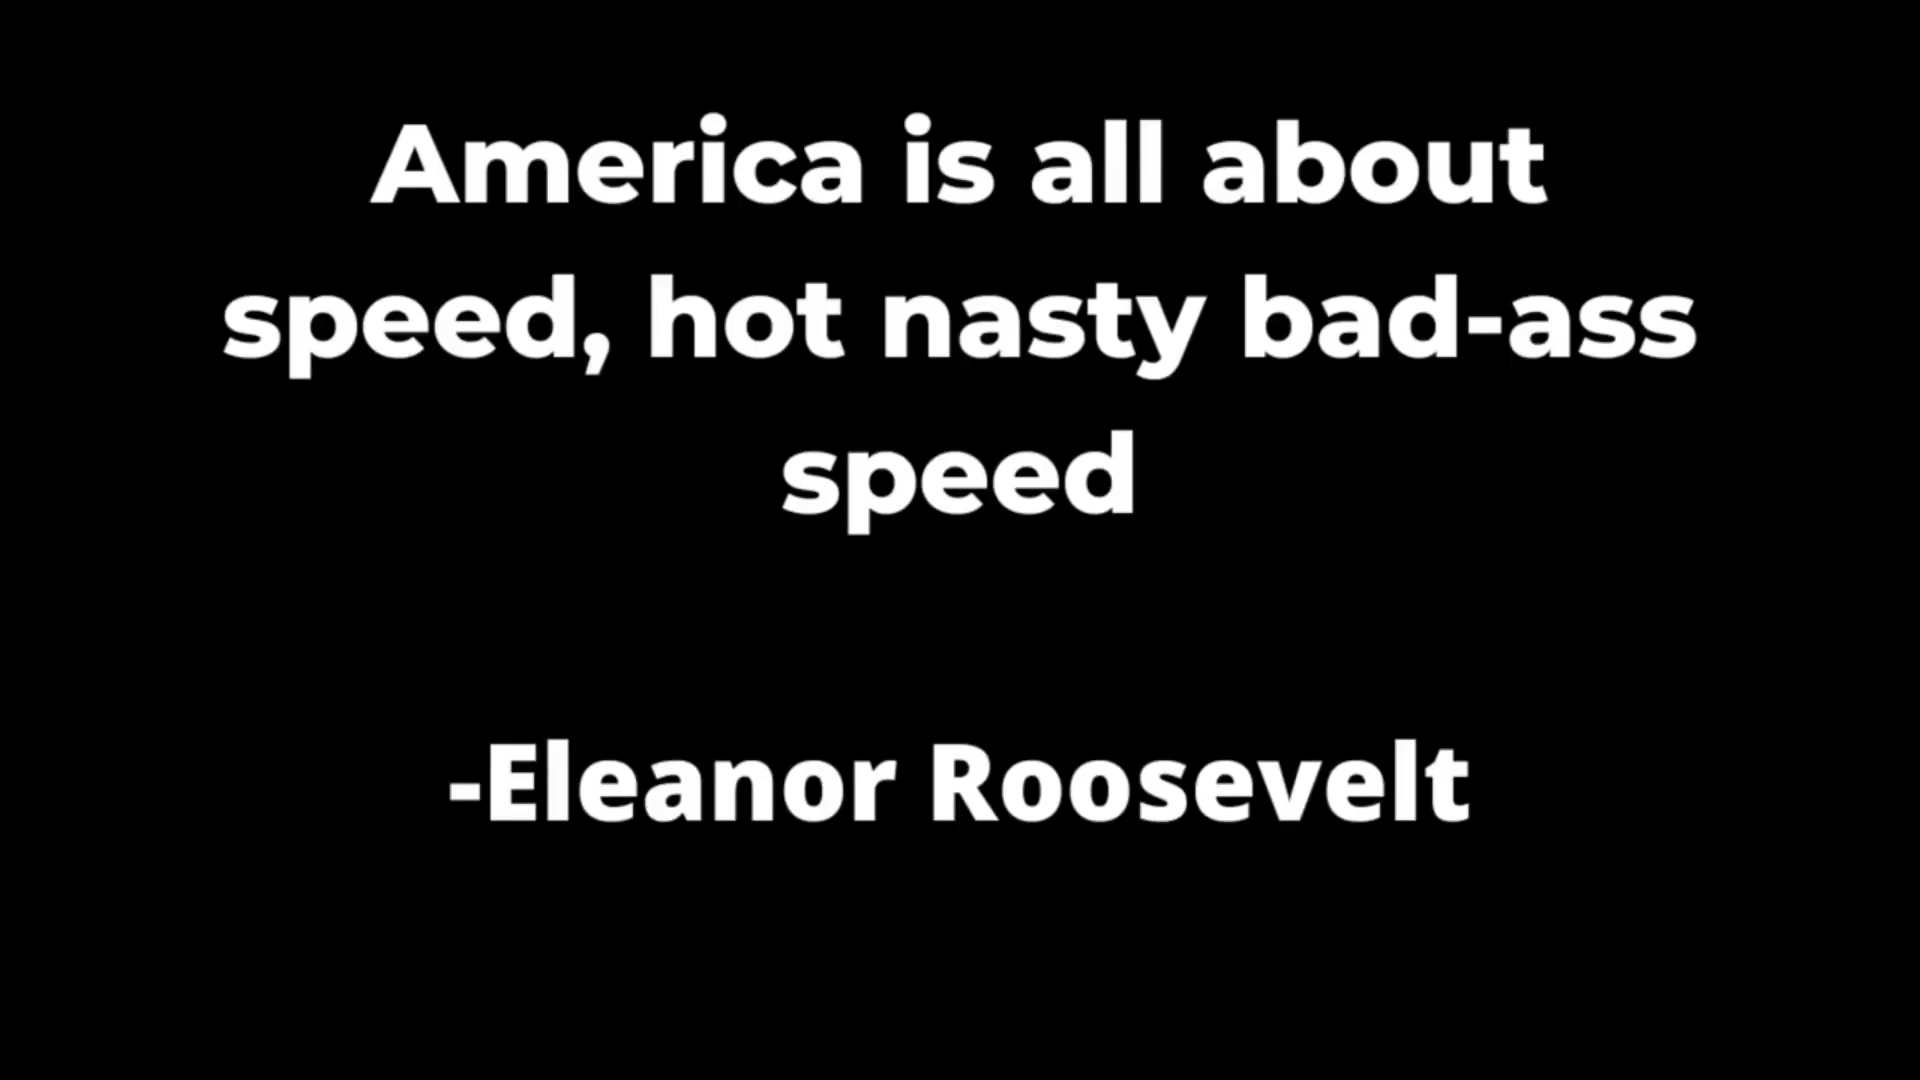 America is all about
speed, hot nasty bad-ass
speed
-Eleanor Roosevelt